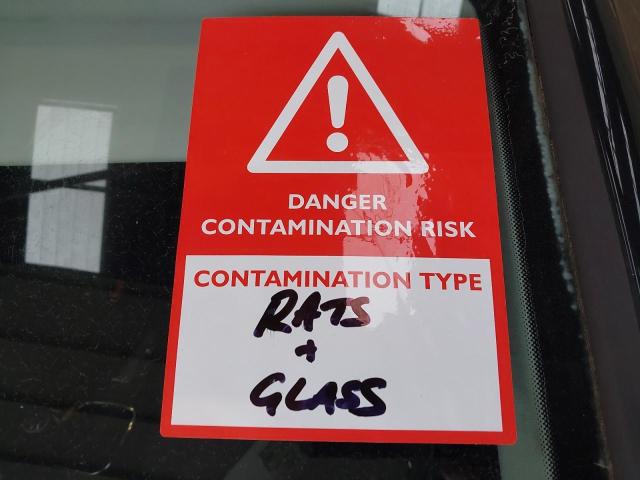 DANGER
CONTAMINATION RISK
CONTAMINATION TYPE
RATS
+
GLASS